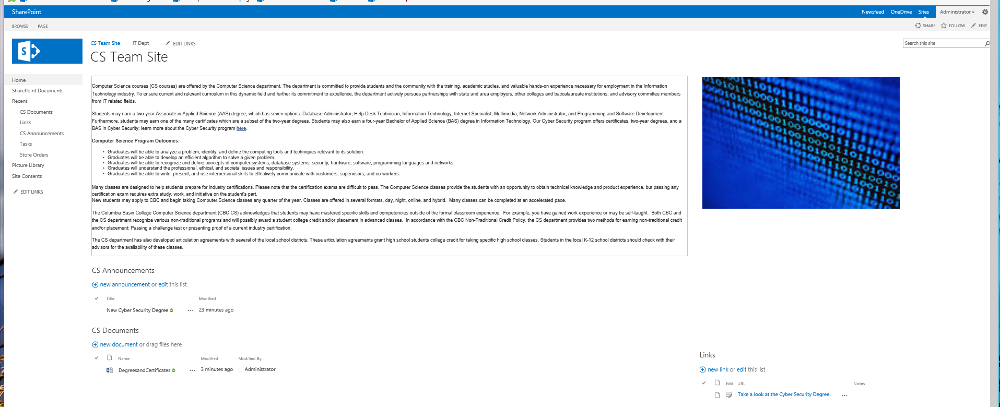 SharePoint
Newsfeed OneDrive Sites Administrator
BROWSE PAGE
SHARE FOLLOW EDIT
S
CS Team Site IT Dept EDIT LINKS
CS Team Site
Search this site
Home
SharePoint Documents
Recent
CS Documents
Links
CS Announcements
Tasks
Store Orders
Picture Library
Site Contents
EDIT LINKS
Computer Science courses (CS courses) are offered by the Computer Science department. The department is committed to provide students and the community with the training, academic studies, and valuable hands-on experience necessary for employment in the Information
Technology industry. To ensure current and relevant curriculum in this dynamic field and further its commitment to excellence, the department actively pursues partnerships with state and area employers, other colleges and baccalaureate institutions, and advisory committee members
from IT related fields.
Students may earn a two-year Associate in Applied Science (AAS) degree, which has seven options: Database Administrator, Help Desk Technician, Information Technology, Internet Specialist, Multimedia, Network Administrator, and Programming and Software Development.
Furthermore, students may earn one of the many certificates which are a subset of the two-year degrees. Students may also earn a four-year Bachelor of Applied Science (BAS) degree in Information Technology. Our Cyber Security program offers certificates, two-year degrees, and a
BAS in Cyber Security; learn more about the Cyber Security program here.
Computer Science Program Outcomes:
• Graduates will be able to analyze a problem, identify, and define the computing tools and techniques relevant to its solution.
• Graduates will be able to develop an efficient algorithm to solve a given problem.
• Graduates will be able to recognize and define concepts of computer systems, database systems, security, hardware, software, programming languages and networks.
• Graduates will understand the professional, ethical, and societal issues and responsibility.
• Graduates will be able to write, present, and use interpersonal skills to effectively communicate with customers, supervisors, and co-workers.
Many classes are designed to help students prepare for industry certifications. Please note that the certification exams are difficult to pass. The Computer Science classes provide the students with an opportunity to obtain technical knowledge and product experience, but passing any
certification exam requires extra study, work, and initiative on the student's part.
New students may apply to CBC and begin taking Computer Science classes any quarter of the year. Classes are offered in several formats, day, night, online, and hybrid. Many classes can be completed at an accelerated pace.
The Columbia Basin College Computer Science department (CBC CS) acknowledges that students may have mastered specific skills and competencies outside of the formal classroom experience, For example, you have gained work experience or may be self-taught. Both CBC and
the CS department recognize various non-traditional programs and will possibly award a student college credit and/or placement in advanced classes. In accordance with the CBC Non-Traditional Credit Policy, the CS department provides two methods for earning non-traditional credit
and/or placement: Passing a challenge test or presenting proof of a current industry certification.
The CS department has also developed articulation agreements with several of the local school districts. These articulation agreements grant high school students college credit for taking specific high school classes. Students in the local K-12 school districts should check with their
advisors for the availability of these classes.
CS Announcements
new announcement or edit this list
Title Modified
New Cyber Security Degree ... 23 minutes ago
CS Documents
new document or drag files here
Name Modified Modified By
DegreesandCertificates ... 3 minutes ago Administrator
Links
new link or edit this list
Edit URL Notes
Take a look at the Cyber Security Degree ...